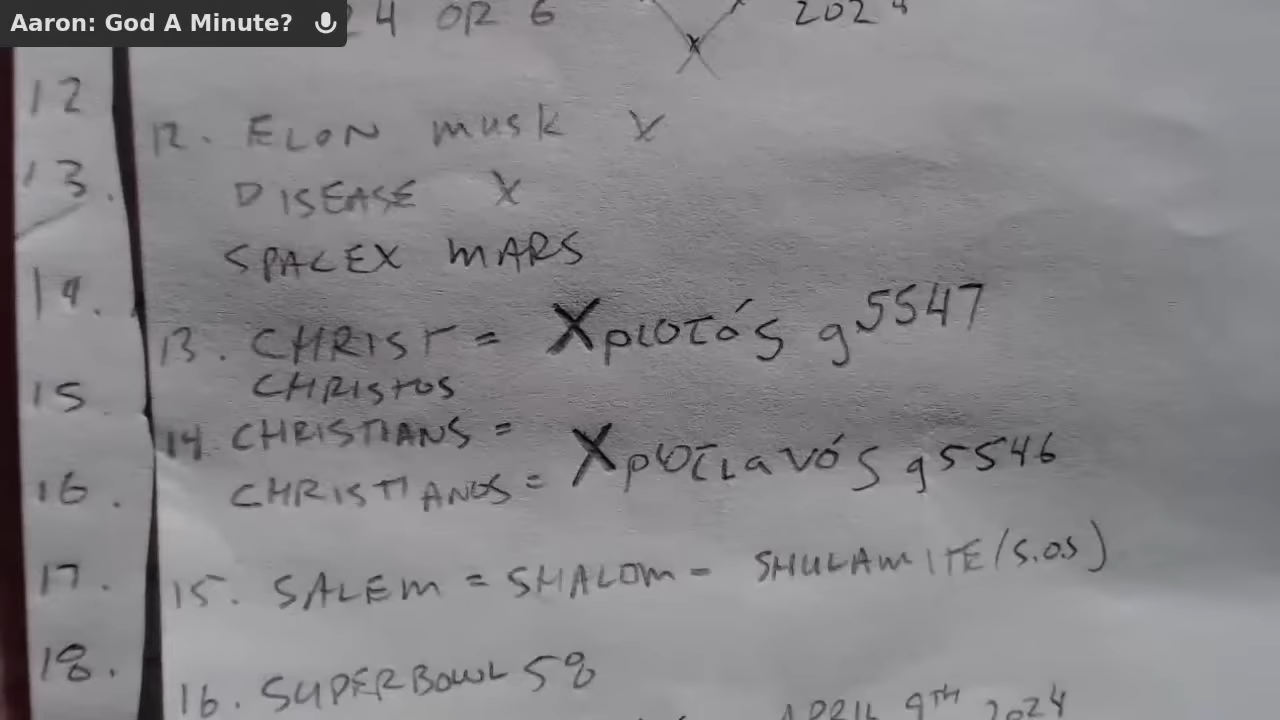 Aaron: God A Minute?
24 OR 6
2024
12
12. ELON musk X
13.
DISEASE X
SPACEX MARS
14.
13. CHRIST = Χριστός g5547
CHRISTOS
15
14. CHRISTIANS =
CHRISTIANOS = Χριστιανός g5546
16.
17.
15. SALEM = SHALOM = SHULAMITE/(S.O.S)
18.
16. SUPERBOWL 58
APRIL 9TH 2024